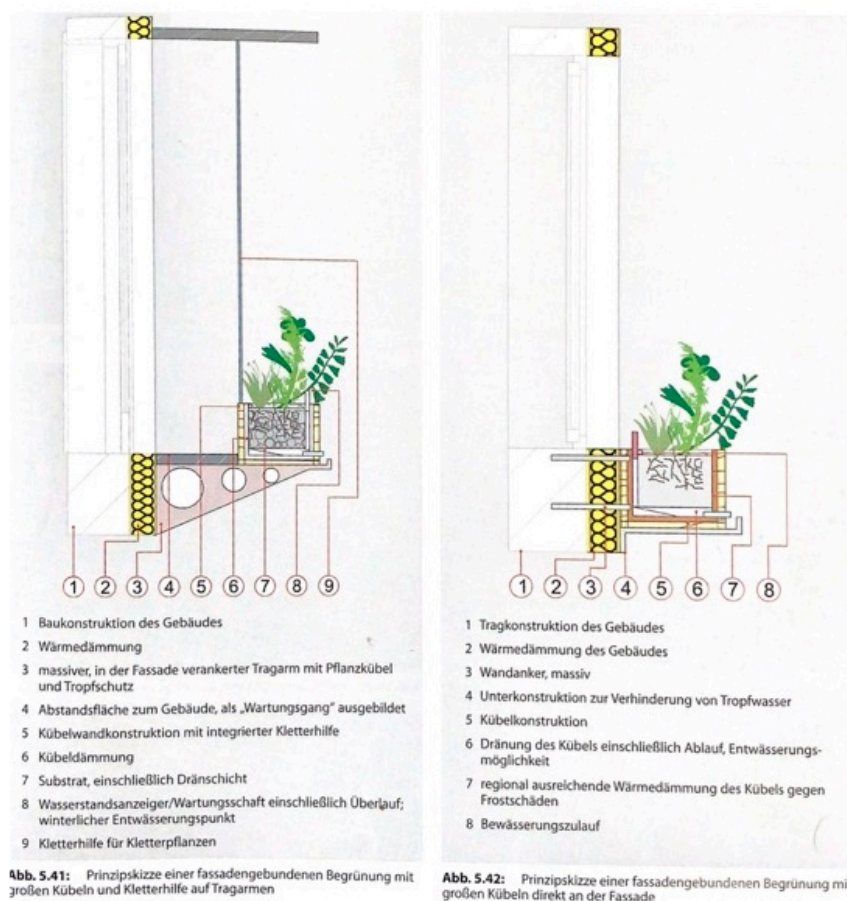 1 2 3 4 5 6 7 8 9
1 Baukonstruktion des Gebäudes
2 Wärmedämmung
3 massiver, in der Fassade verankerter Tragarm mit Pflanzkübel
und Tropfschutz
4 Abstandsfläche zum Gebäude, als „Wartungsgang“ ausgebildet
5 Kübelwandkonstruktion mit integrierter Kletterhilfe
6 Kübeldämmung
7 Substrat, einschließlich Dränschicht
8 Wasserstandsanzeiger/Wartungsschaft einschließlich Überlauf;
winterlicher Entwässerungspunkt
9 Kletterhilfe für Kletterpflanzen
Abb. 5.41: Prinzipskizze einer fassadengebundenen Begrünung mit
großen Kübeln und Kletterhilfe auf Tragarmen
1 2 3 4 5 6 7 8
1 Tragkonstruktion des Gebäudes
2 Wärmedämmung des Gebäudes
3 Wandanker, massiv
4 Unterkonstruktion zur Verhinderung von Tropfwasser
5 Kübelkonstruktion
6 Dränung des Kübels einschließlich Ablauf, Entwässerungs-
möglichkeit
7 regional ausreichende Wärmedämmung des Kübels gegen
Frostschäden
8 Bewässerungszulauf
Abb. 5.42: Prinzipskizze einer fassadengebundenen Begrünung mi
großen Kübeln direkt an der Fassade